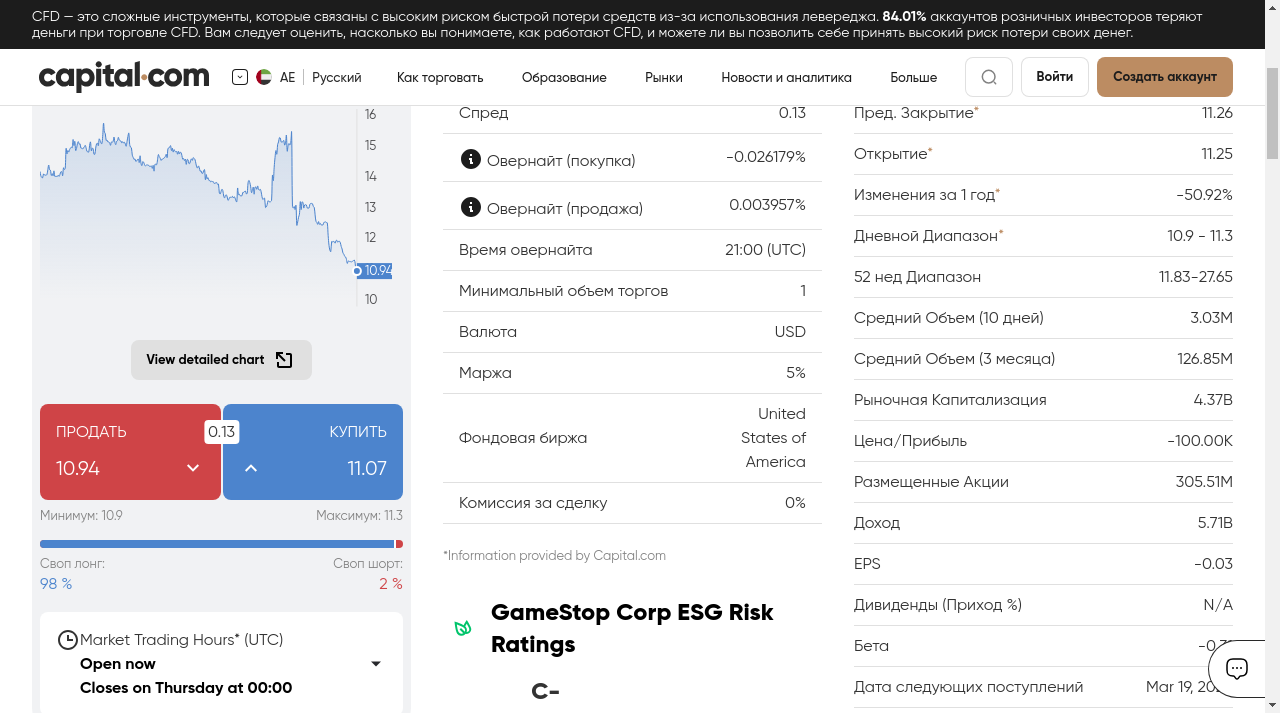 CFD — это сложные инструменты, которые связаны с высоким риском быстрой потери средств из-за использования левереджа. 84.01% аккаунтов розничных инвесторов теряют
деньги при торговле CFD. Вам следует оценить, насколько вы понимаете, как работают CFD, и можете ли вы позволить себе принять высокий риск потери своих денег.
capital.com
AE
Русский
Как торговать
Образование
Рынки
Новости и аналитика
Больше
Войти
Создать аккаунт
16
15
14
13
12
10.94
10
View detailed chart
ПРОДАТЬ
0.13
КУПИТЬ
10.94
11.07
Минимум: 10.9
Максимум: 11.3
Своп лонг:
Своп шорт:
98 %
2 %
Market Trading Hours* (UTC)
Open now
Closes on Thursday at 00:00
Спред 0.13
Овернайт (покупка) -0.026179%
Овернайт (продажа) 0.003957%
Время овернайта 21:00 (UTC)
Минимальный объем торгов 1
Валюта USD
Маржа 5%
Фондовая биржа United
States of
America
Комиссия за сделку 0%
*Information provided by Capital.com
GameStop Corp ESG Risk
Ratings
C-
Пред. Закрытие* 11.26
Открытие* 11.25
Изменения за 1 год* -50.92%
Дневной Диапазон* 10.9 - 11.3
52 нед Диапазон 11.83-27.65
Средний Объем (10 дней) 3.03M
Средний Объем (3 месяца) 126.85M
Рыночная Капитализация 4.37B
Цена/Прибыль -100.00K
Размещенные Акции 305.51M
Доход 5.71B
EPS -0.03
Дивиденды (Приход %) N/A
Бета
Дата следующих поступлений Mar 19,